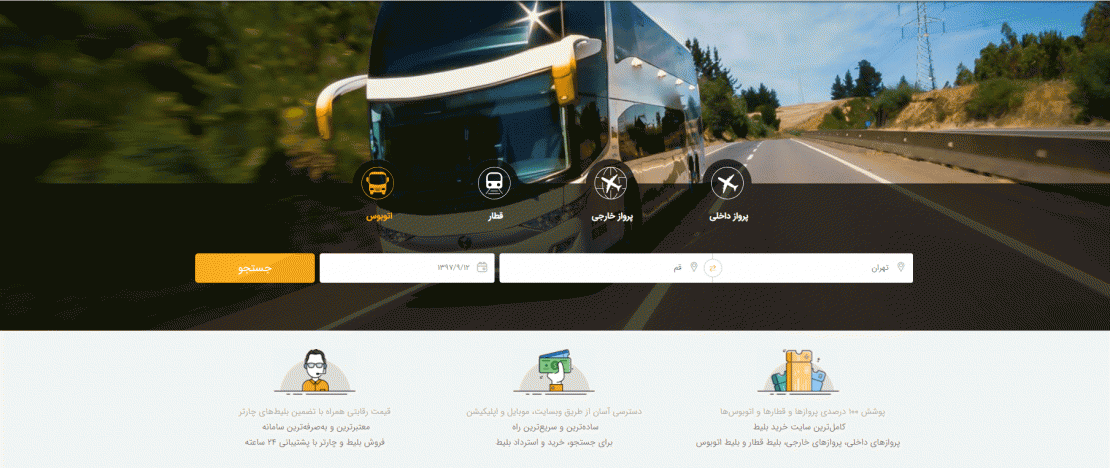 پرواز داخلی
پرواز خارجی
قطار
اتوبوس
تهران
قم
۱۳۹۷/۹/۱۲
جستجو
پوشش ۱۰۰ درصدی پروازها و قطارها و اتوبوس‌ها
کامل‌ترین سایت خرید بلیط
پروازهای داخلی، پروازهای خارجی، بلیط قطار و بلیط اتوبوس
دسترسی آسان از طریق وبسایت، موبایل و اپلیکیشن
ساده‌ترین و سریع‌ترین راه
برای جستجو، خرید و استرداد بلیط
قیمت رقابتی همراه با تضمین بلیط‌های چارتر
معتبرترین و به‌صرفه‌ترین سامانه
فروش بلیط و چارتر با پشتیبانی ۲۴ ساعته